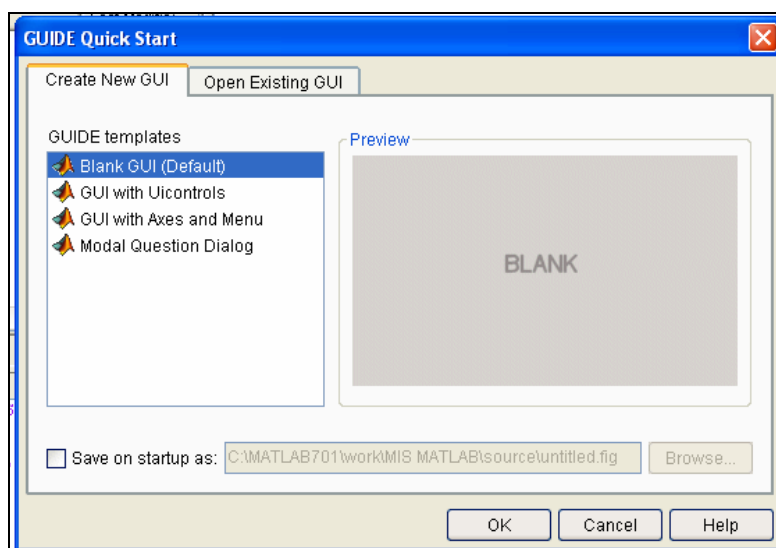 GUIDE Quick Start
Create New GUI
Open Existing GUI
GUIDE templates
Blank GUI (Default)
GUI with Uicontrols
GUI with Axes and Menu
Modal Question Dialog
Preview
BLANK
Save on startup as:
C:\MATLAB701\work\MIS MATLAB\source\untitled.fig
Browse...
OK
Cancel
Help